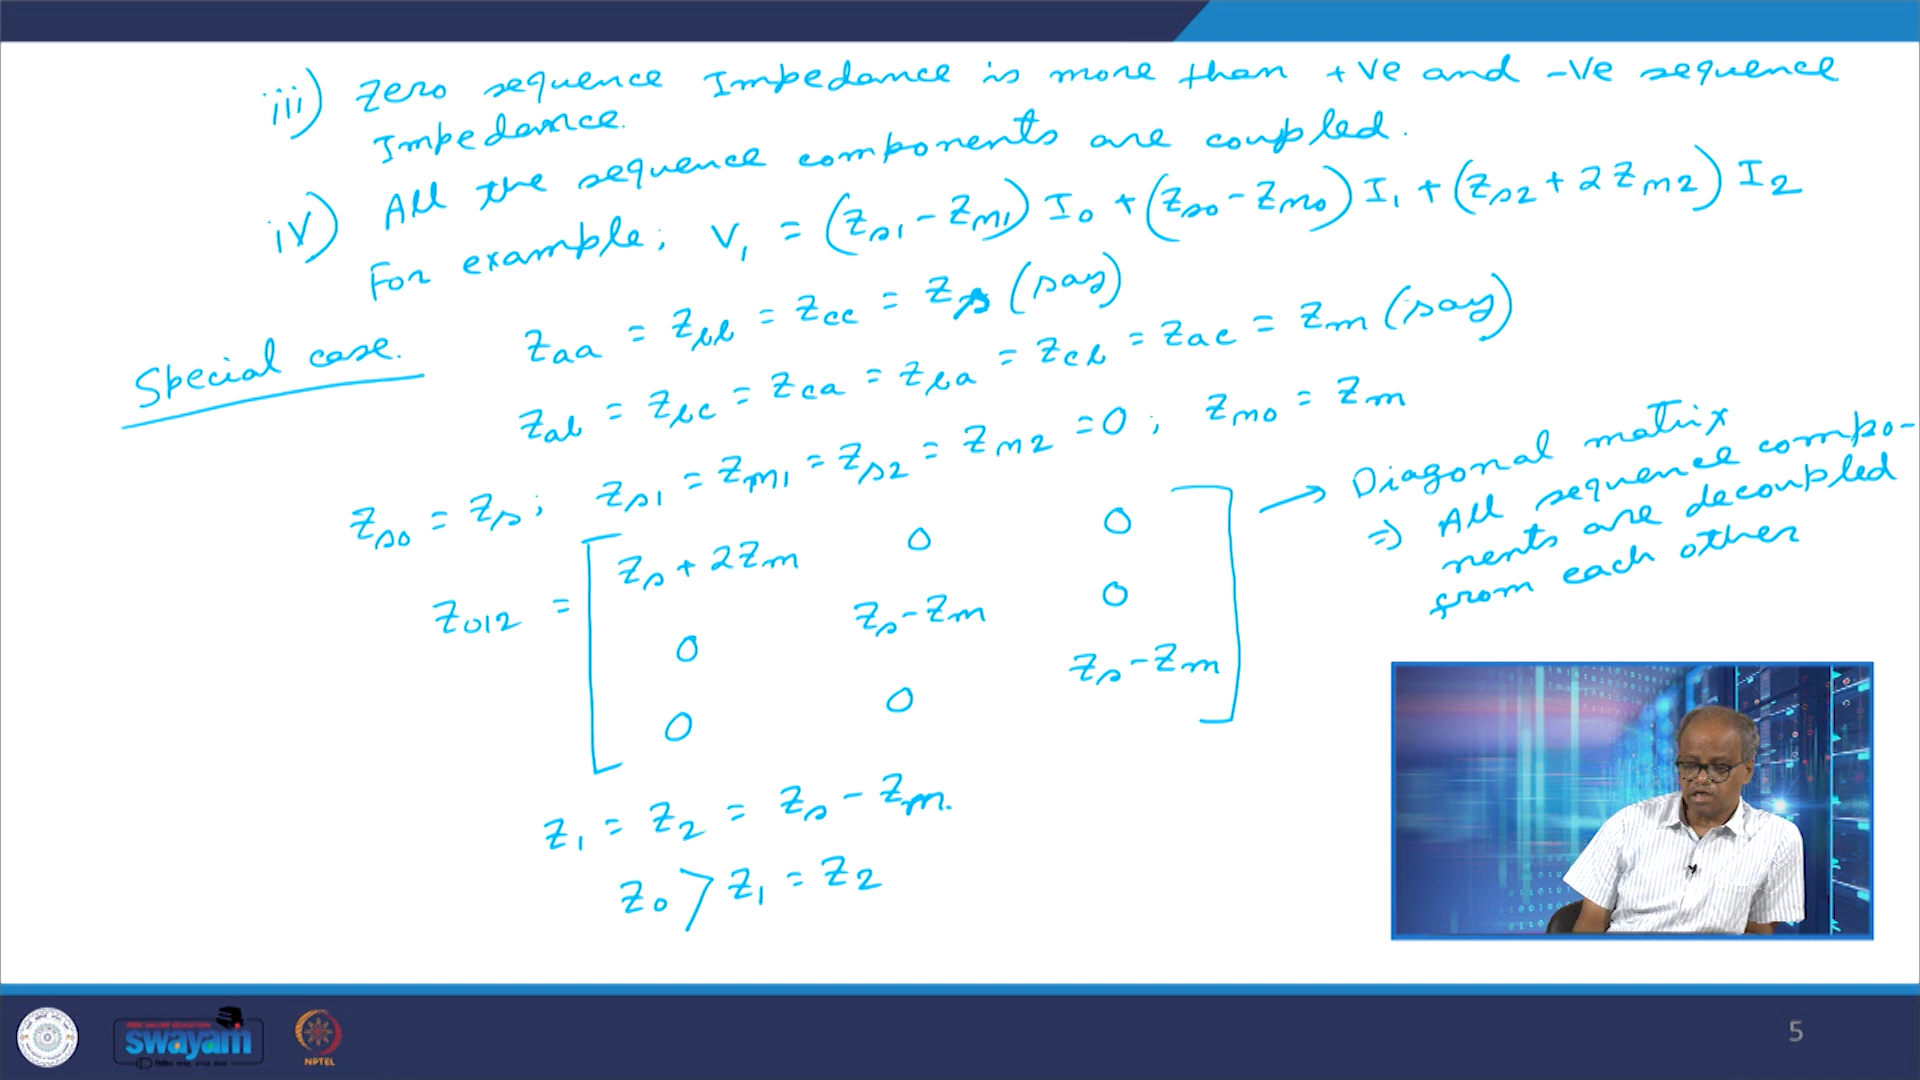 iii) Zero sequence Impedance is more than +ve and -ve sequence
Impedance.
iv) All the sequence components are coupled.
For example; V₁ = (Zs1 - Zm1) I₀ + (Zs0 - Zm0) I₁ + (Zs2 + 2Zm2) I₂
Special case.
Zaa = Zbb = Zcc = Zs (say)
Zab = Zbc = Zca = Zba = Zcb = Zac = Zm (say)
Zs0 = Zs; Zs1 = Zm1 = Zs2 = Zm2 = 0; Zm0 = Zm
Z012 = [ Zs + 2Zm 0 0
0 Zs - Zm 0
0 0 Zs - Zm ]
→ Diagonal matrix
⇒ All sequence compo-
nents are decoupled
from each other
Z₁ = Z₂ = Zs - Zm.
Z₀ > Z₁ = Z₂
swayam
NPTEL
5